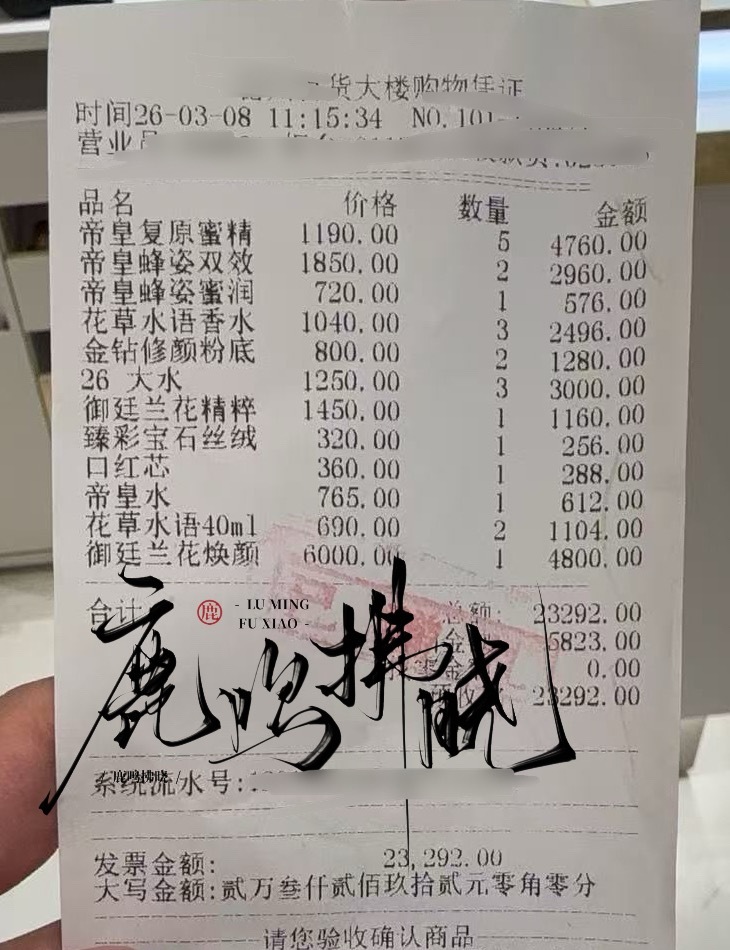 货大楼购物凭证
时间26-03-08 11:15:34 NO.101
营业员
品名 价格 数量 金额
帝皇复原蜜精 1190.00 5 4760.00
帝皇蜂姿双效 1850.00 2 2960.00
帝皇蜂姿蜜润 720.00 1 576.00
花草水语香水 1040.00 3 2496.00
金钻修颜粉底 800.00 2 1280.00
26 大水 1250.00 3 3000.00
御廷兰花精粹 1450.00 1 1160.00
臻彩宝石丝绒 320.00 1 256.00
口红芯 360.00 1 288.00
帝皇水 765.00 1 612.00
花草水语40ml 690.00 2 1104.00
御廷兰花焕颜 6000.00 1 4800.00
合计 总额: 23292.00
5823.00
0.00
23292.00
鹿 - LU MING
FU XIAO -
鹿鸣拂晓
/ 鹿鸣拂晓 /
系统流水号:
发票金额: 23,292.00
大写金额:贰万叁仟贰佰玖拾贰元零角零分
请您验收确认商品